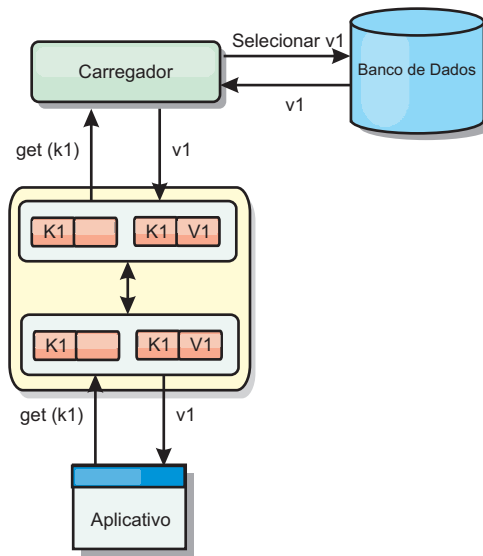 Selecionar v1
Carregador
Banco de Dados
v1
get (k1)
v1
K1
K1 V1
K1
K1 V1
get (k1)
v1
Aplicativo